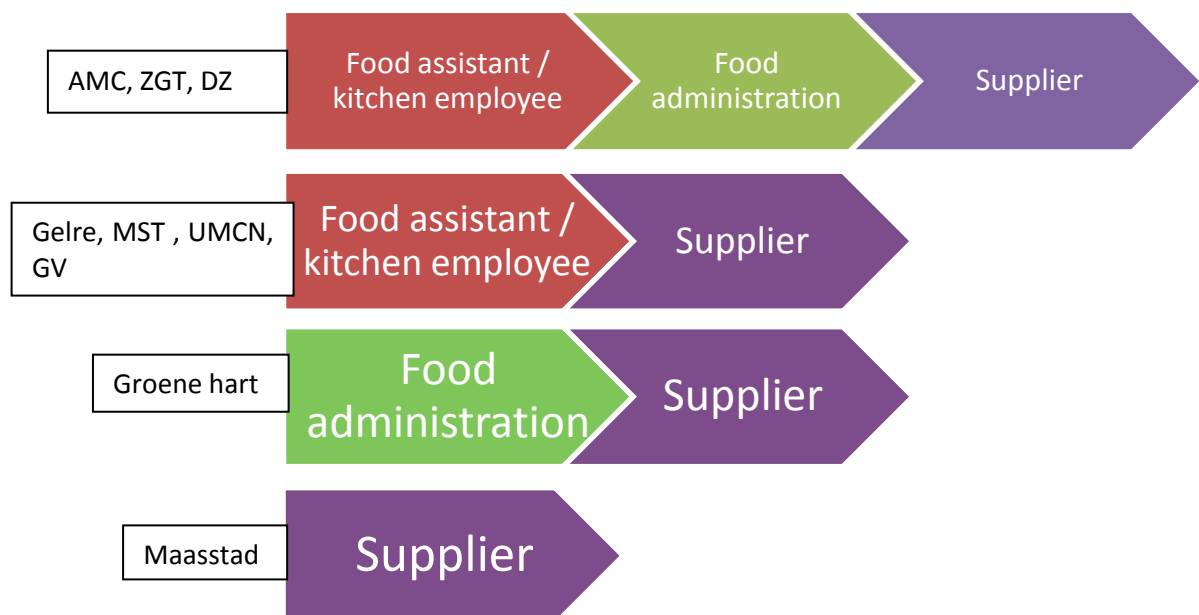 AMC, ZGT, DZ
Food assistant /
kitchen employee
Food
administration
Supplier
Gelre, MST , UMCN,
GV
Food assistant /
kitchen employee
Supplier
Groene hart
Food
administration
Supplier
Maasstad
Supplier